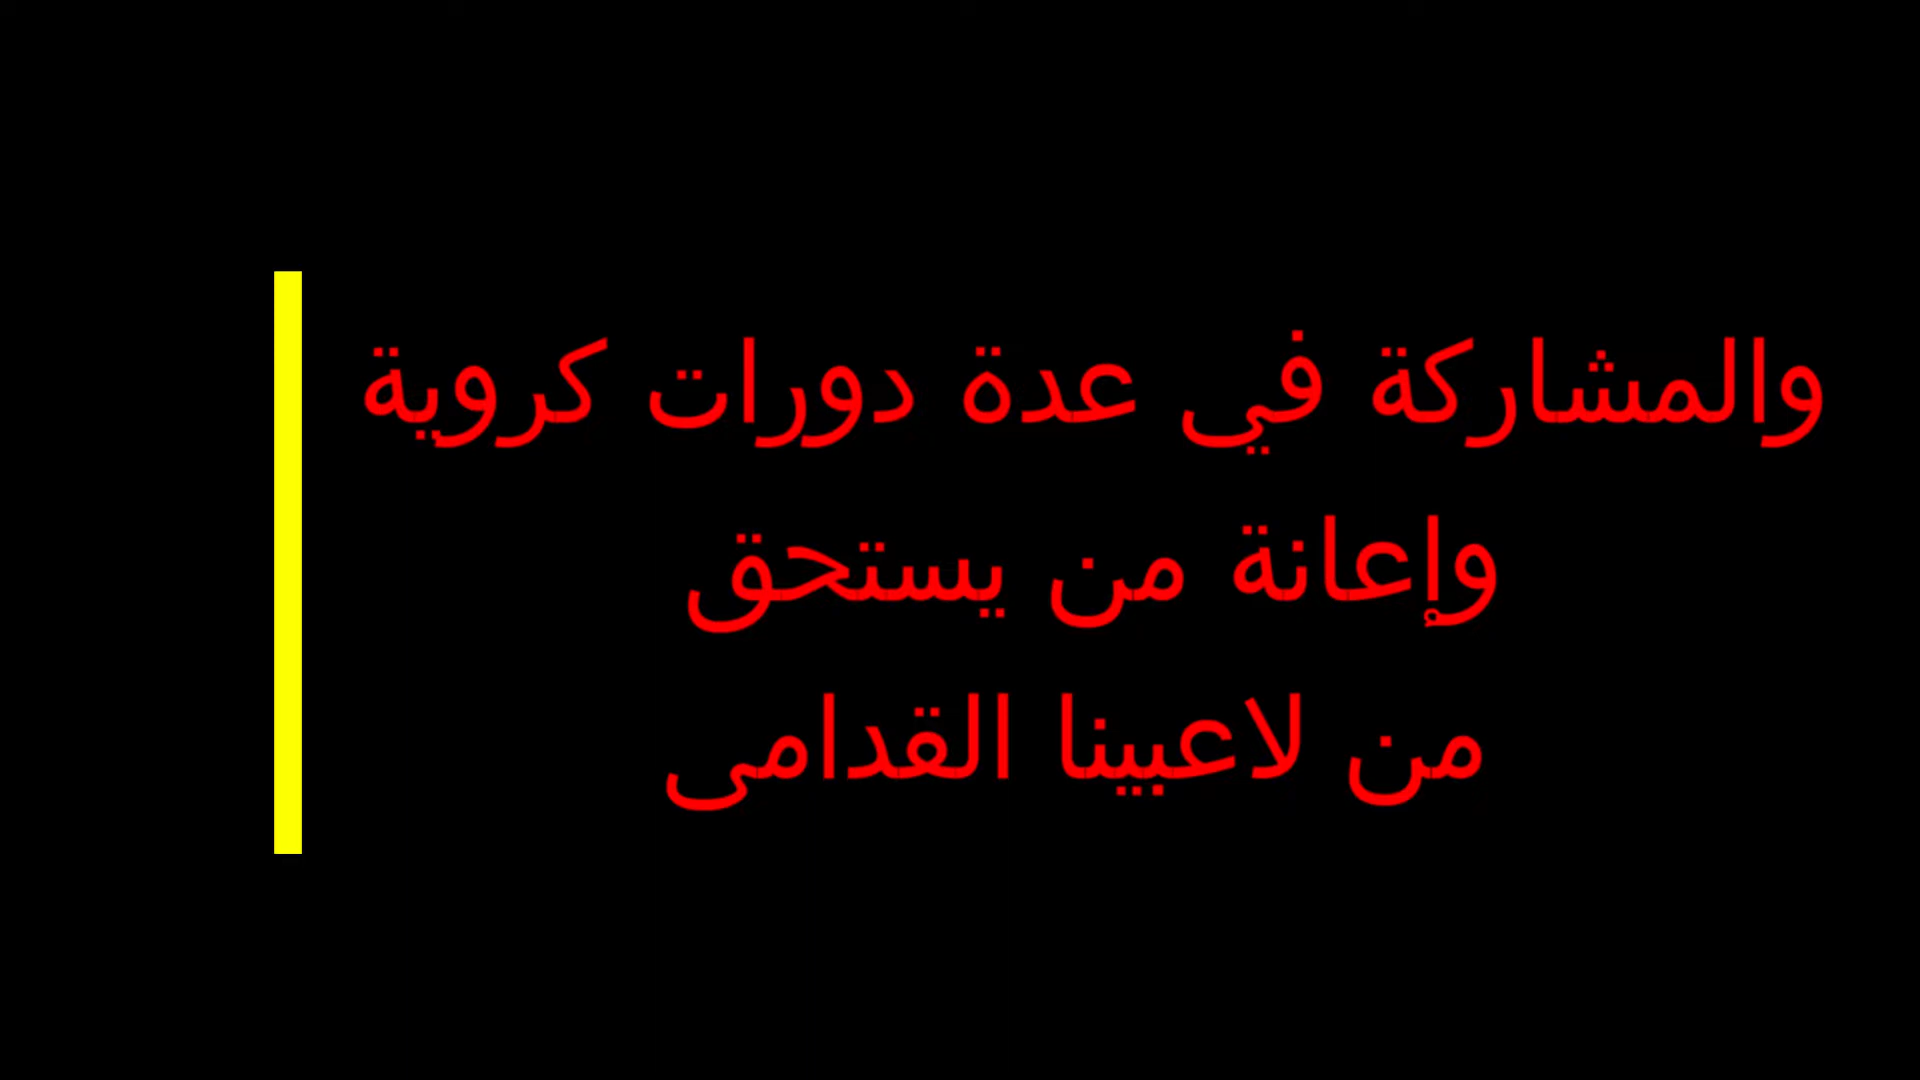 والمشاركة في عدة دورات كروية
وإعانة من يستحق
من لاعبينا القدامى